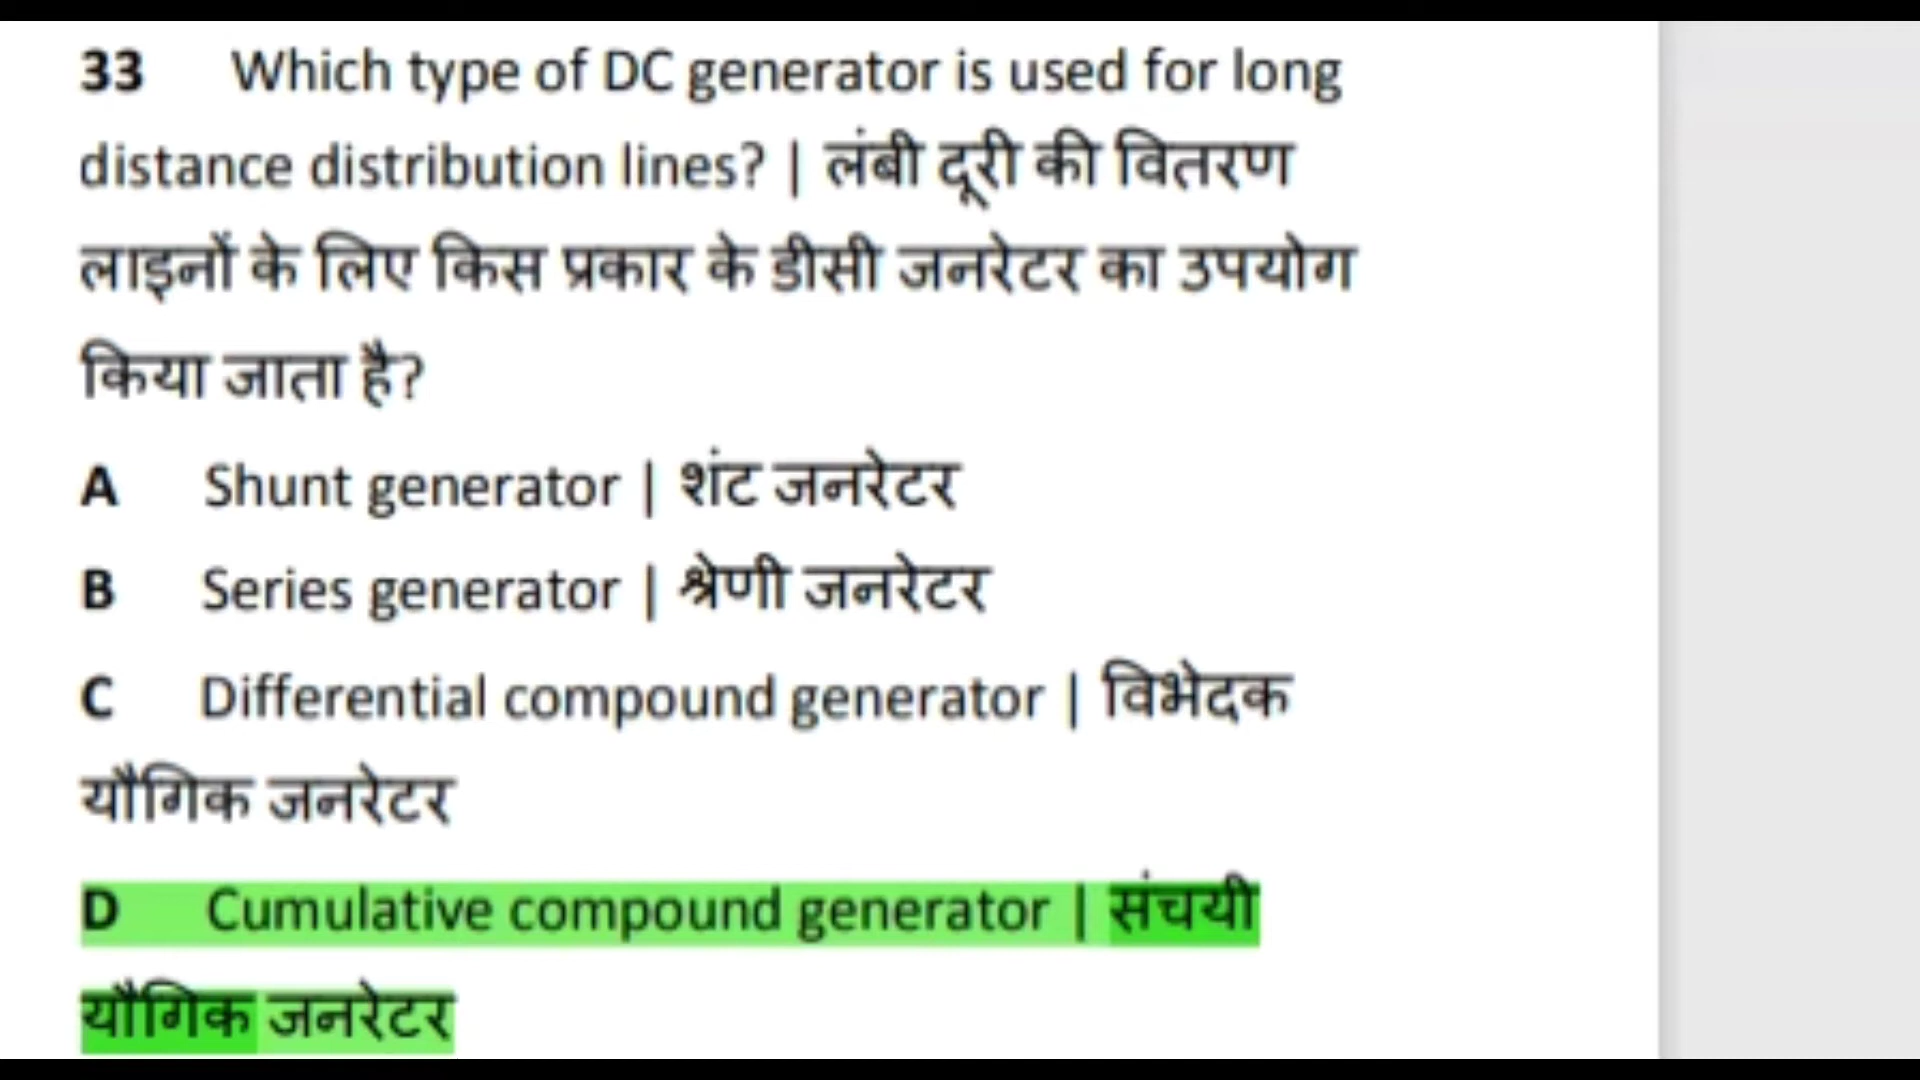 33 Which type of DC generator is used for long
distance distribution lines? | लंबी दूरी की वितरण
लाइनों के लिए किस प्रकार के डीसी जनरेटर का उपयोग
किया जाता है?
A Shunt generator | शंट जनरेटर
B Series generator | श्रेणी जनरेटर
C Differential compound generator | विभेदक
यौगिक जनरेटर
D Cumulative compound generator | संचयी
यौगिक जनरेटर